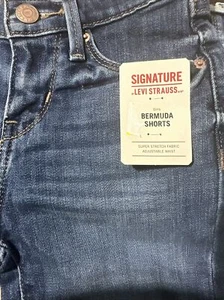 SIGNATURE
BY LEVI STRAUSS & CO.
BERMUDA
SHORTS
SUPER STRETCH FABRIC
ADJUSTABLE WAIST